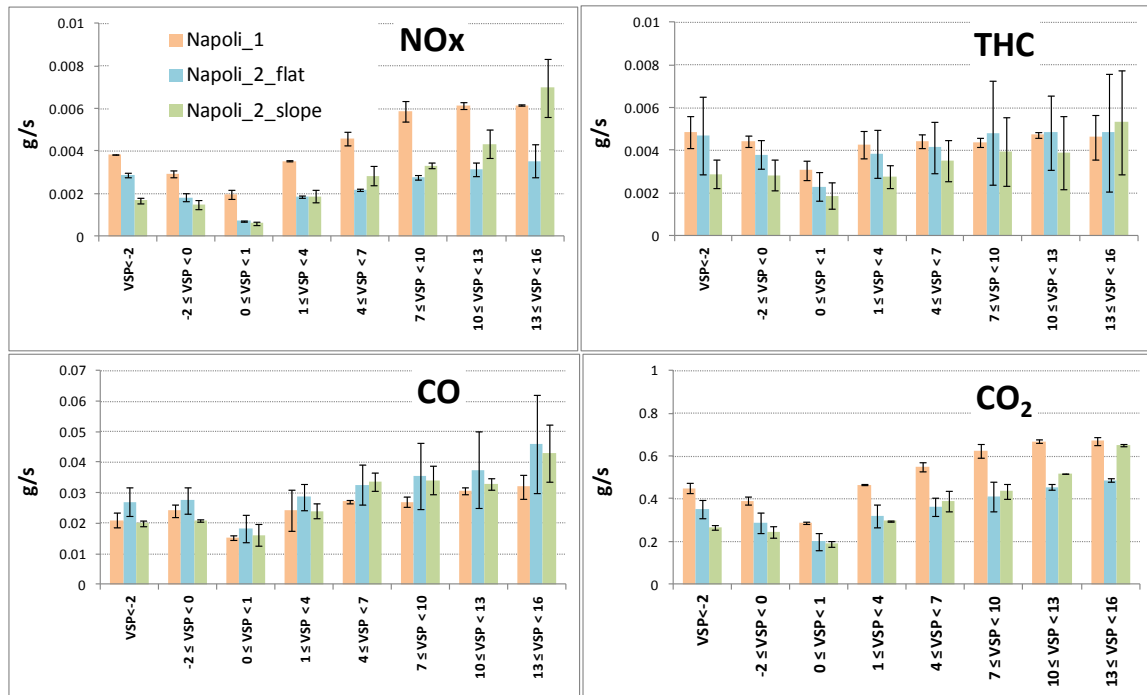 NOx
Napoli_1
Napoli_2_flat
Napoli_2_slope
g/s
0.01
0.008
0.006
0.004
0.002
0
VSP<-2
-2 ≤ VSP < 0
0 ≤ VSP < 1
1 ≤ VSP < 4
4 ≤ VSP < 7
7 ≤ VSP < 10
10 ≤ VSP < 13
13 ≤ VSP < 16
THC
g/s
0.01
0.008
0.006
0.004
0.002
0
VSP<-2
-2 ≤ VSP < 0
0 ≤ VSP < 1
1 ≤ VSP < 4
4 ≤ VSP < 7
7 ≤ VSP < 10
10 ≤ VSP < 13
13 ≤ VSP < 16
CO
g/s
0.07
0.06
0.05
0.04
0.03
0.02
0.01
0
VSP<-2
-2 ≤ VSP < 0
0 ≤ VSP < 1
1 ≤ VSP < 4
4 ≤ VSP < 7
7 ≤ VSP < 10
10 ≤ VSP < 13
13 ≤ VSP < 16
CO₂
g/s
1
0.8
0.6
0.4
0.2
0
VSP<-2
-2 ≤ VSP < 0
0 ≤ VSP < 1
1 ≤ VSP < 4
4 ≤ VSP < 7
7 ≤ VSP < 10
10 ≤ VSP < 13
13 ≤ VSP < 16